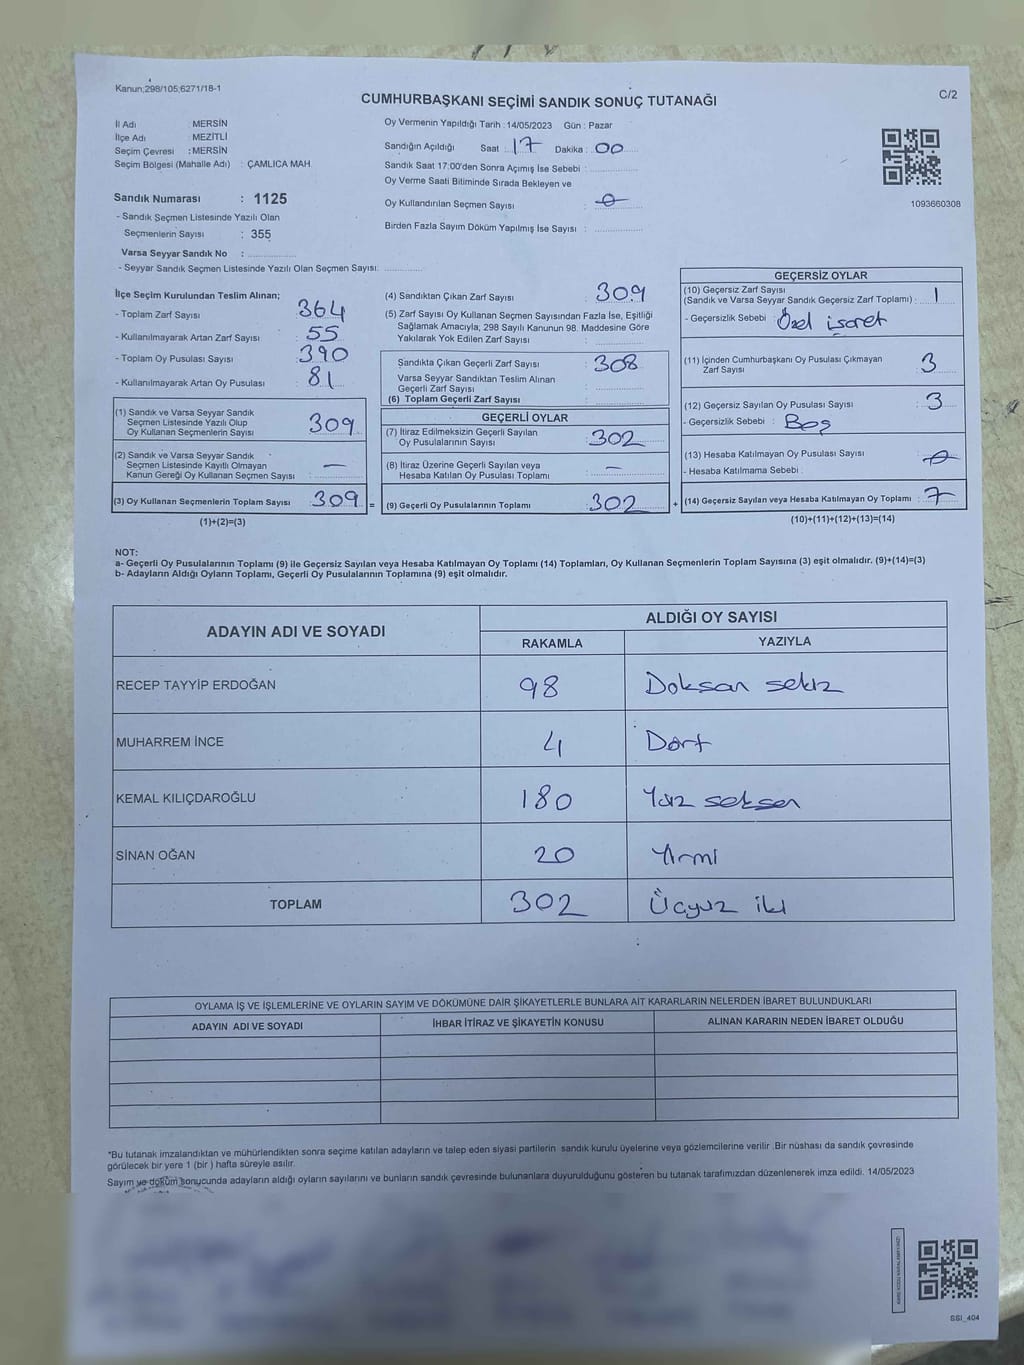 Kanun;298/105;6271/18-1
C/2
CUMHURBAŞKANI SEÇİMİ SANDIK SONUÇ TUTANAĞI
İl Adı : MERSİN
İlçe Adı : MEZİTLİ
Seçim Çevresi : MERSİN
Seçim Bölgesi (Mahalle Adı) : ÇAMLICA MAH.
Sandık Numarası : 1125
- Sandık Seçmen Listesinde Yazılı Olan
Seçmenlerin Sayısı : 355
Varsa Seyyar Sandık No :
- Seyyar Sandık Seçmen Listesinde Yazılı Olan Seçmen Sayısı:
Oy Vermenin Yapıldığı Tarih :14/05/2023 Gün : Pazar
Sandığın Açıldığı Saat : 17 Dakika : 00
Sandık Saat 17:00'den Sonra Açımış İse Sebebi :
Oy Verme Saati Bitiminde Sırada Bekleyen ve
Oy Kullandırılan Seçmen Sayısı : 0
Birden Fazla Sayım Döküm Yapılmış İse Sayısı :
1093660308
İlçe Seçim Kurulundan Teslim Alınan;
- Toplam Zarf Sayısı : 364
- Kullanılmayarak Artan Zarf Sayısı : 55
- Toplam Oy Pusulası Sayısı : 390
- Kullanılmayarak Artan Oy Pusulası : 81
(1) Sandık ve Varsa Seyyar Sandık
Seçmen Listesinde Yazılı Olup
Oy Kullanan Seçmenlerin Sayısı : 309
(2) Sandık ve Varsa Seyyar Sandık
Seçmen Listesinde Kayıtlı Olmayan
Kanun Gereği Oy Kullanan Seçmen Sayısı : —
(3) Oy Kullanan Seçmenlerin Toplam Sayısı : 309 =
(1)+(2)=(3)
(4) Sandıktan Çıkan Zarf Sayısı : 309
(5) Zarf Sayısı Oy Kullanan Seçmen Sayısından Fazla İse, Eşitliği
Sağlamak Amacıyla, 298 Sayılı Kanunun 98. Maddesine Göre
Yakılarak Yok Edilen Zarf Sayısı :
Sandıkta Çıkan Geçerli Zarf Sayısı : 308
Varsa Seyyar Sandıktan Teslim Alınan
Geçerli Zarf Sayısı :
(6) Toplam Geçerli Zarf Sayısı :
GEÇERLİ OYLAR
(7) İtiraz Edilmeksizin Geçerli Sayılan
Oy Pusulalarının Sayısı : 302
(8) İtiraz Üzerine Geçerli Sayılan veya
Hesaba Katılan Oy Pusulası Toplamı : —
(9) Geçerli Oy Pusulalarının Toplamı : 302 +
GEÇERSİZ OYLAR
(10) Geçersiz Zarf Sayısı
(Sandık ve Varsa Seyyar Sandık Geçersiz Zarf Toplamı) : 1
- Geçersizlik Sebebi : Özel işaret
(11) İçinden Cumhurbaşkanı Oy Pusulası Çıkmayan
Zarf Sayısı : 3
(12) Geçersiz Sayılan Oy Pusulası Sayısı : 3
- Geçersizlik Sebebi : Boş
(13) Hesaba Katılmayan Oy Pusulası Sayısı : 0
- Hesaba Katılmama Sebebi :
(14) Geçersiz Sayılan veya Hesaba Katılmayan Oy Toplamı : 7
(10)+(11)+(12)+(13)=(14)
NOT:
a- Geçerli Oy Pusulalarının Toplamı (9) ile Geçersiz Sayılan veya Hesaba Katılmayan Oy Toplamı (14) Toplamları, Oy Kullanan Seçmenlerin Toplam Sayısına (3) eşit olmalıdır. (9)+(14)=(3)
b- Adayların Aldığı Oyların Toplamı, Geçerli Oy Pusulalarının Toplamına (9) eşit olmalıdır.
ADAYIN ADI VE SOYADI
ALDIĞI OY SAYISI
RAKAMLA YAZIYLA
RECEP TAYYİP ERDOĞAN 98 Doksan sekiz
MUHARREM İNCE 4 Dört
KEMAL KILIÇDAROĞLU 180 Yüz seksen
SİNAN OĞAN 20 Yirmi
TOPLAM 302 Üçyuz iki
OYLAMA İŞ VE İŞLEMLERİNE VE OYLARIN SAYIM VE DÖKÜMÜNE DAİR ŞİKAYETLERLE BUNLARA AİT KARARLARIN NELERDEN İBARET BULUNDUKLARI
ADAYIN ADI VE SOYADI İHBAR İTİRAZ VE ŞİKAYETİN KONUSU ALINAN KARARIN NEDEN İBARET OLDUĞU
*Bu tutanak imzalandıktan ve mühürlendikten sonra seçime katılan adayların ve talep eden siyasi partilerin sandık kurulu üyelerine veya gözlemcilerine verilir .Bir nüshası da sandık çevresinde
görülecek bir yere 1 (bir ) hafta süreyle asılır.
Sayım ve döküm sonucunda adayların aldığı oyların sayılarını ve bunların sandık çevresinde bulunanlara duyurulduğunu gösteren bu tutanak tarafımızdan düzenlenerek imza edildi. 14/05/2023
SSI_404